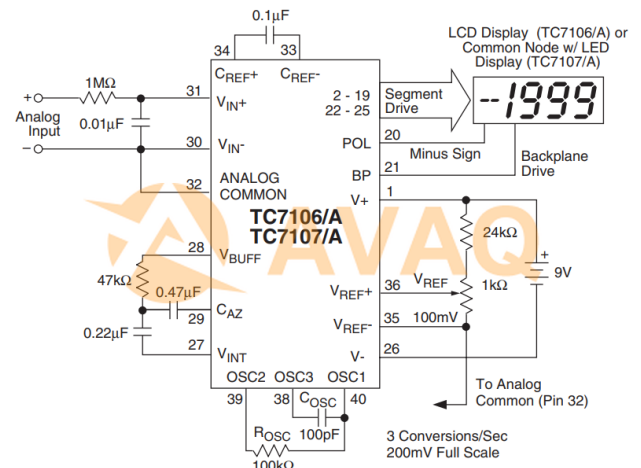 0.1μF
34
33
LCD Display (TC7106/A) or
Common Node w/ LED
Display (TC7107/A)
CREF+
CREF-
1MΩ
31
VIN+
2 - 19
22 - 25
Segment
Drive
-1999
+
Analog
Input
0.01μF
–
30
VIN-
POL
20
Minus Sign
BP
21
Backplane
Drive
32
ANALOG
COMMON
V+
1
TC7106/A
TC7107/A
AVAQ
24kΩ
+
28
VBUFF
47kΩ
0.47μF
VREF+
36
VREF
1kΩ
9V
CAZ
29
VREF-
35
100mV
0.22μF
27
VINT
V-
26
OSC2
OSC3
OSC1
To Analog
Common (Pin 32)
39
38
COSC
40
100pF
ROSC
100kΩ
3 Conversions/Sec
200mV Full Scale